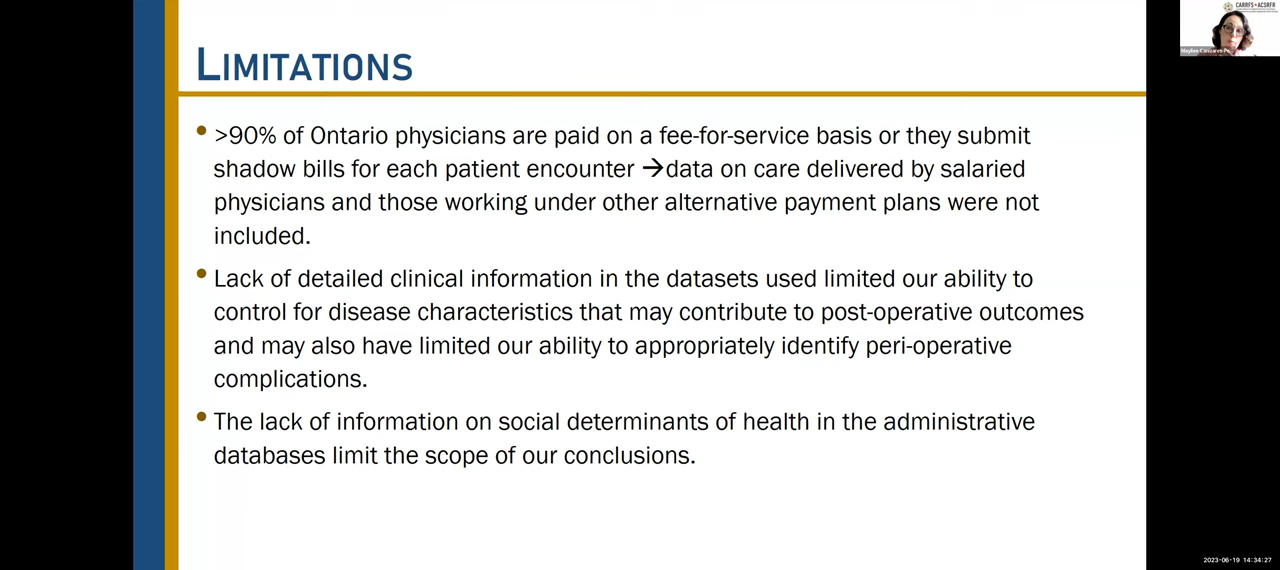 CARRFS • ACSRFR
LIMITATIONS
• >90% of Ontario physicians are paid on a fee-for-service basis or they submit
shadow bills for each patient encounter →data on care delivered by salaried
physicians and those working under other alternative payment plans were not
included.
• Lack of detailed clinical information in the datasets used limited our ability to
control for disease characteristics that may contribute to post-operative outcomes
and may also have limited our ability to appropriately identify peri-operative
complications.
• The lack of information on social determinants of health in the administrative
databases limit the scope of our conclusions.
2023-06-19 14:34:27